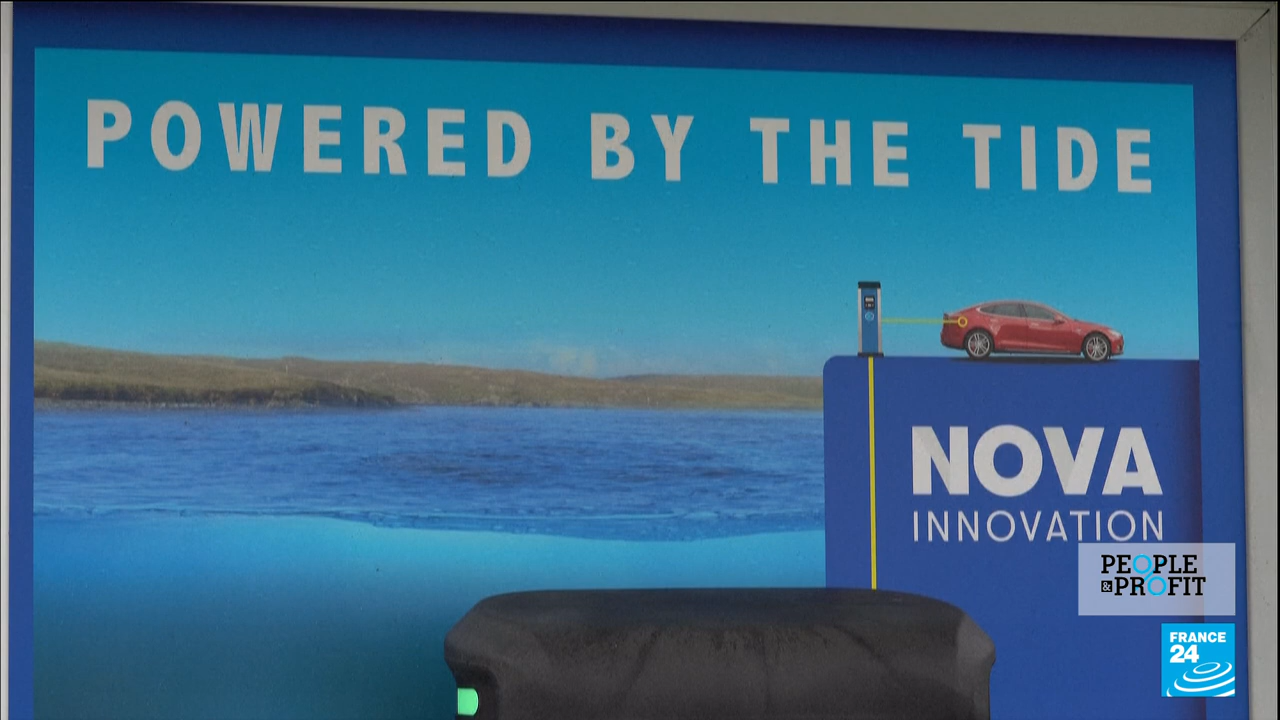 POWERED BY THE TIDE
NOVA
INNOVATION
PEOPLE
& PROFIT
FRANCE
24